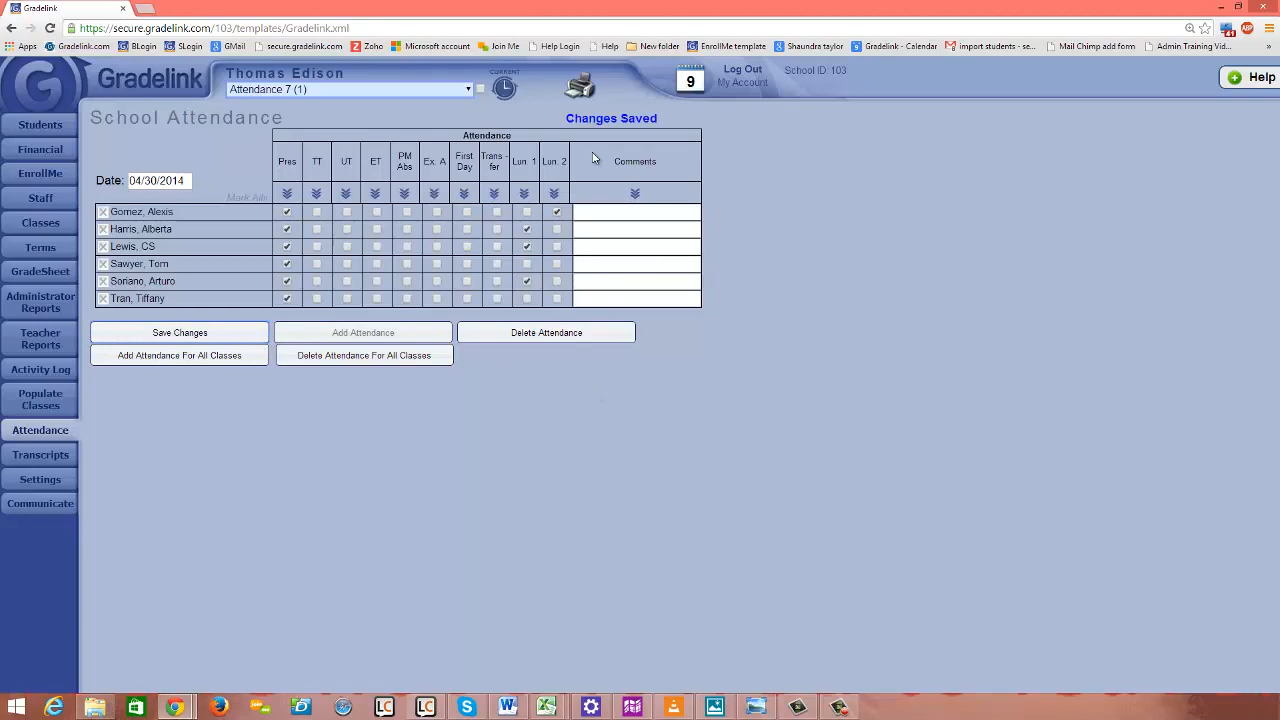 Gradelink
https://secure.gradelink.com/103/templates/Gradelink.xml
Apps Gradelink.com BLogin SLogin GMail secure.gradelink.com Zoho Microsoft account Join Me Help Login Help New folder EnrollMe template Shaundra taylor Gradelink - Calendar import students - se... Mail Chimp add form Admin Training Vid... »
G Gradelink
Thomas Edison
Attendance 7 (1)
CURRENT
9
Log Out
My Account
School ID: 103
Help
Students
Financial
EnrollMe
Staff
Classes
Terms
GradeSheet
Administrator
Reports
Teacher
Reports
Activity Log
Populate
Classes
Attendance
Transcripts
Settings
Communicate
School Attendance
Changes Saved
Attendance
Pres TT UT ET PM Abs Ex. A First Day Trans - fer Lun. 1 Lun. 2 Comments
Date: 04/30/2014
Mark All:
Gomez, Alexis
Harris, Alberta
Lewis, CS
Sawyer, Tom
Soriano, Arturo
Tran, Tiffany
Save Changes Add Attendance Delete Attendance
Add Attendance For All Classes Delete Attendance For All Classes